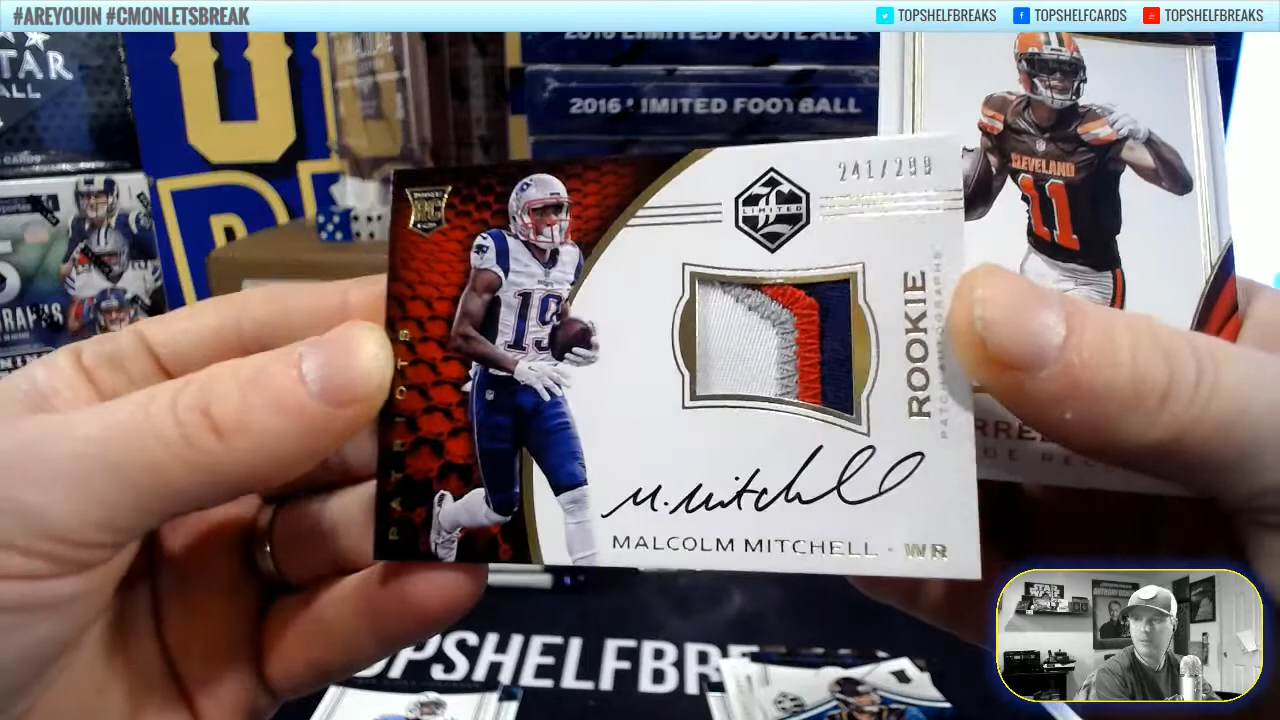 #AREYOUIN #CMONLETSBREAK
TOPSHELFBREAKS
TOPSHELFCARDS
TOPSHELFBREAKS
2016 LIMITED FOOTBALL
2016 LIMITED FOOTBALL
CLEVELAND
11
RC
241/299
LIMITED
19
PATRIOTS
ROOKIE
PATCH AUTOGRAPHS
M. Mitchell
MALCOLM MITCHELL · WR
TOPSHELFBRE